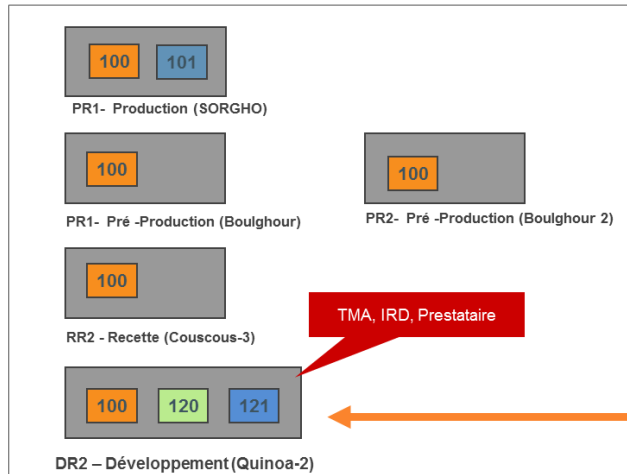 100 101
PR1- Production (SORGHO)
100
PR1- Pré -Production (Boulghour)
100
PR2- Pré -Production (Boulghour 2)
100
RR2 - Recette (Couscous-3)
TMA, IRD, Prestataire
100 120 121
DR2 – Développement (Quinoa-2)